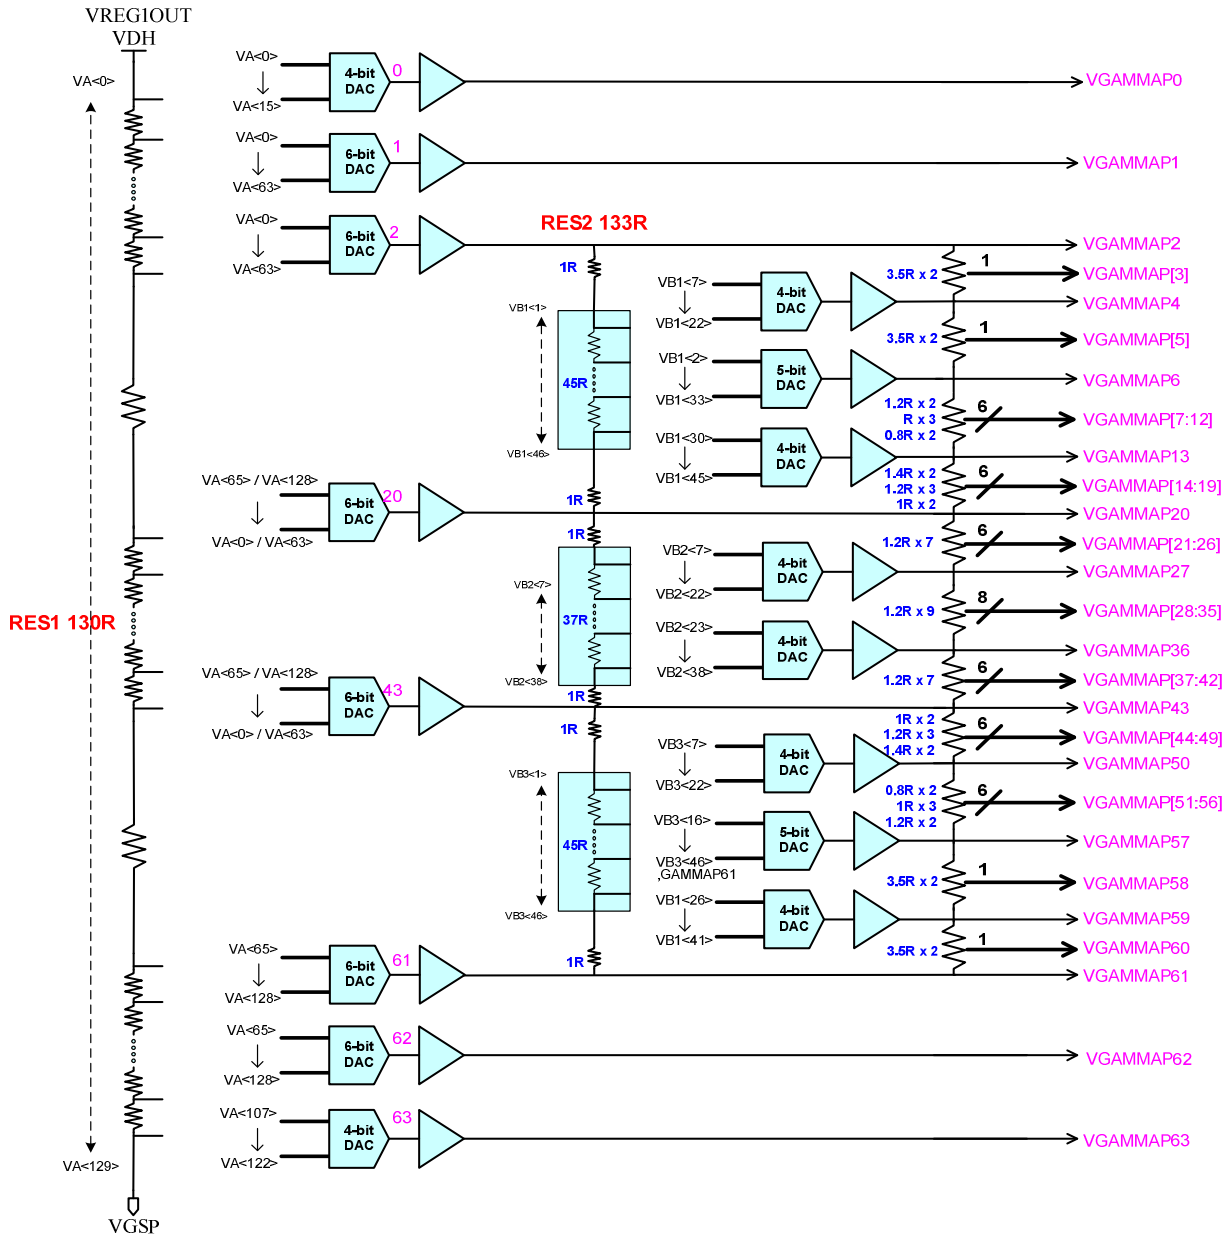 VREG1OUT
VDH
VA<0>
VA<129>
VGSP
RES1 130R
VA<0>
VA<15>
4-bit
DAC
0
VGAMMAP0
VA<0>
VA<63>
6-bit
DAC
1
VGAMMAP1
VA<0>
VA<63>
6-bit
DAC
2
RES2 133R
VGAMMAP2
1R
3.5R x 2
1
VGAMMAP[3]
VB1<7>
VB1<22>
4-bit
DAC
VGAMMAP4
VB1<1>
45R
VB1<46>
3.5R x 2
1
VGAMMAP[5]
VB1<2>
VB1<33>
5-bit
DAC
VGAMMAP6
1.2R x 2
R x 3
0.8R x 2
6
VGAMMAP[7:12]
VB1<30>
VB1<45>
4-bit
DAC
VGAMMAP13
1.4R x 2
1.2R x 3
1R x 2
6
VGAMMAP[14:19]
VA<65> / VA<128>
VA<0> / VA<63>
6-bit
DAC
20
1R
1R
VGAMMAP20
1.2R x 7
6
VGAMMAP[21:26]
VB2<7>
VB2<22>
4-bit
DAC
VGAMMAP27
VB2<7>
37R
VB2<38>
1.2R x 9
8
VGAMMAP[28:35]
VB2<23>
VB2<38>
4-bit
DAC
VGAMMAP36
1.2R x 7
6
VGAMMAP[37:42]
VA<65> / VA<128>
VA<0> / VA<63>
6-bit
DAC
43
1R
1R
VGAMMAP43
1R x 2
1.2R x 3
1.4R x 2
6
VGAMMAP[44:49]
VB3<7>
VB3<22>
4-bit
DAC
VGAMMAP50
VB3<1>
45R
VB3<46>
0.8R x 2
1R x 3
1.2R x 2
6
VGAMMAP[51:56]
VB3<16>
VB3<46>
,GAMMAP61
5-bit
DAC
VGAMMAP57
3.5R x 2
1
VGAMMAP58
VB1<26>
VB1<41>
4-bit
DAC
VGAMMAP59
3.5R x 2
1
VGAMMAP60
1R
VA<65>
VA<128>
6-bit
DAC
61
VGAMMAP61
VA<65>
VA<128>
6-bit
DAC
62
VGAMMAP62
VA<107>
VA<122>
4-bit
DAC
63
VGAMMAP63